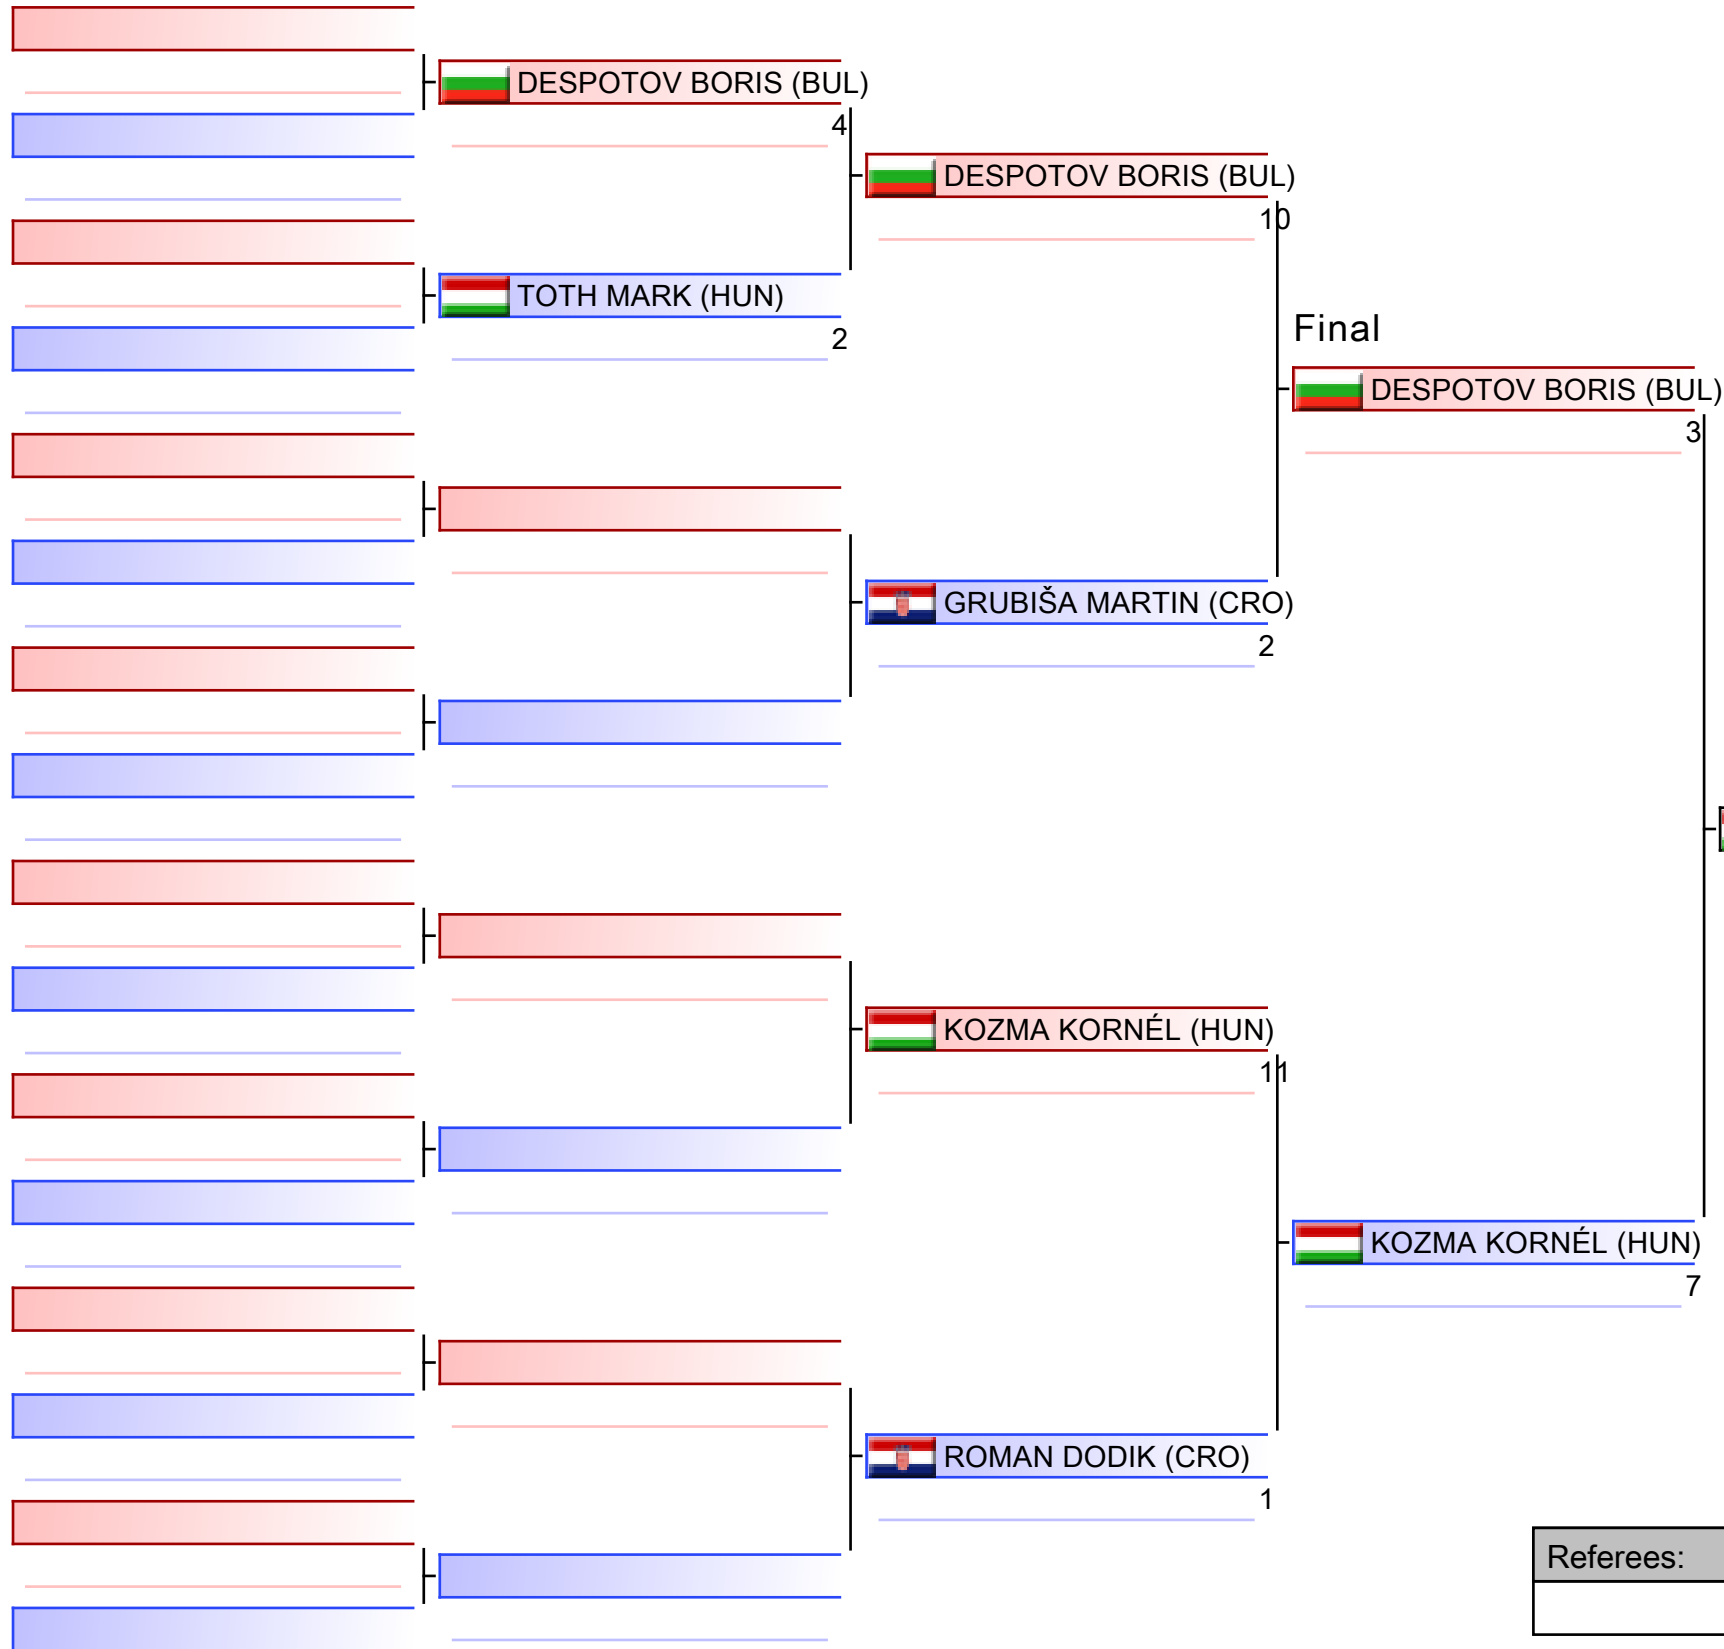 DESPOTOV BORIS (BUL)
4
DESPOTOV BORIS (BUL)
10
TOTH MARK (HUN)
2
Final
DESPOTOV BORIS (BUL)
3
GRUBIŠA MARTIN (CRO)
2
KOZMA KORNÉL (HUN)
11
KOZMA KORNÉL (HUN)
7
ROMAN DODIK (CRO)
1
Referees: